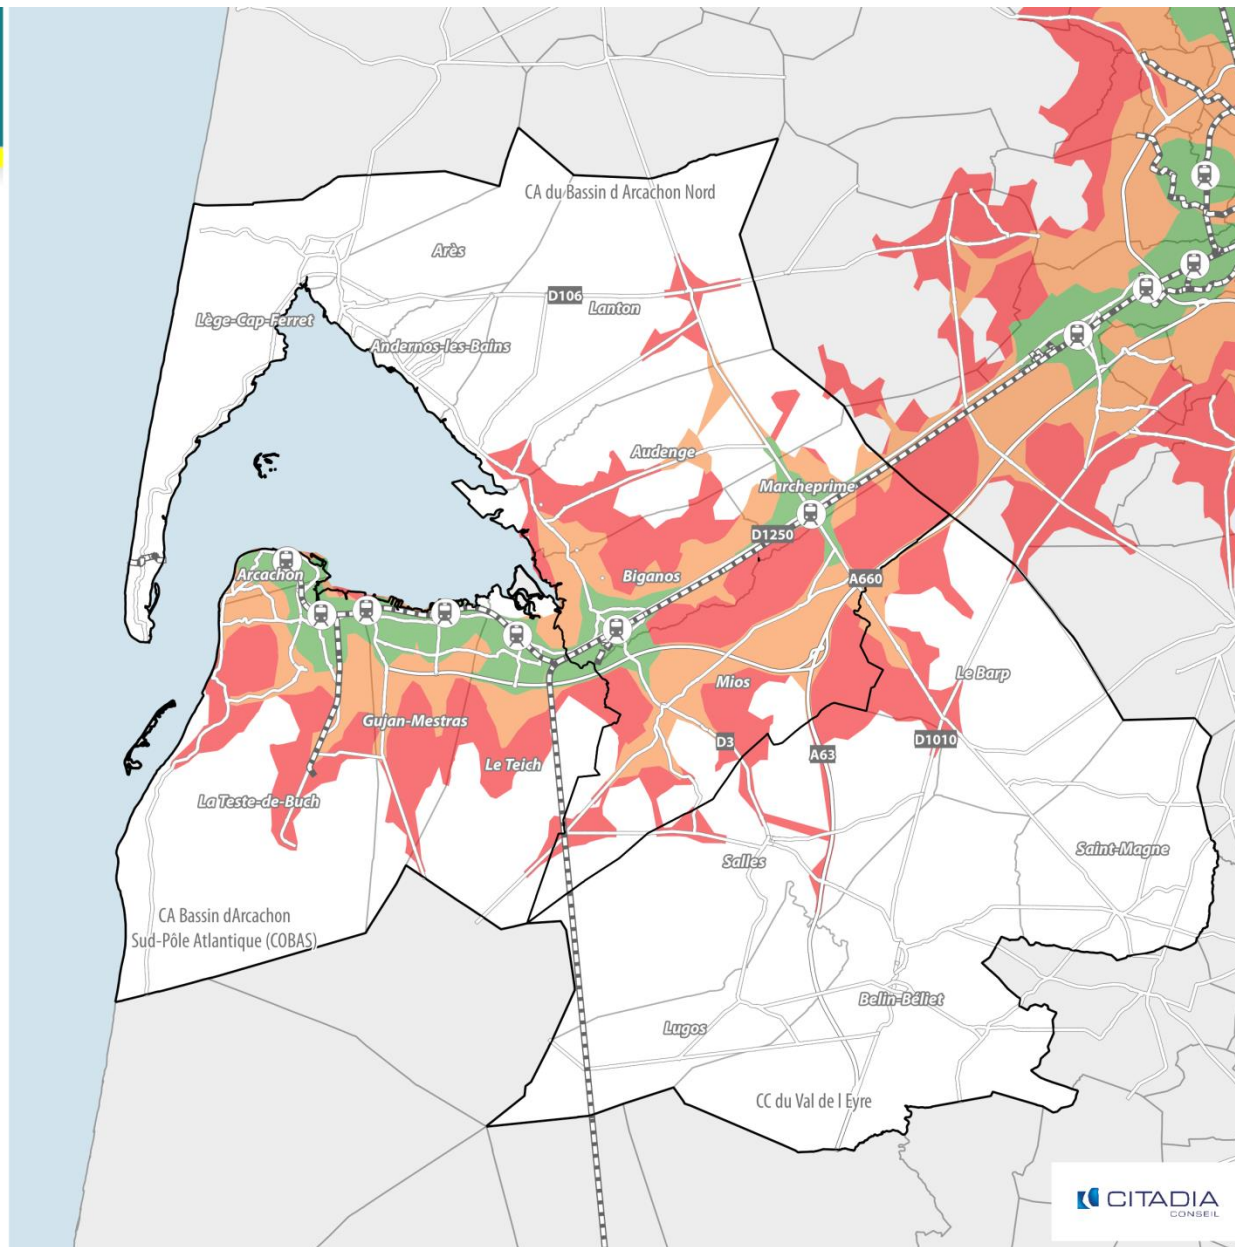 CA du Bassin d Arcachon Nord
Arès
D106
Lanton
Lège-Cap-Ferret
Andernos-les-Bains
Audenge
Marcheprime
D1250
Biganos
A660
Arcachon
Le Barp
Mios
Gujan-Mestras
D3
D1010
A63
Le Teich
La Teste-de-Buch
Saint-Magne
Salles
CA Bassin dArcachon
Sud-Pôle Atlantique (COBAS)
Belin-Béliet
Lugos
CC du Val de l Eyre
CITADIA
CONSEIL